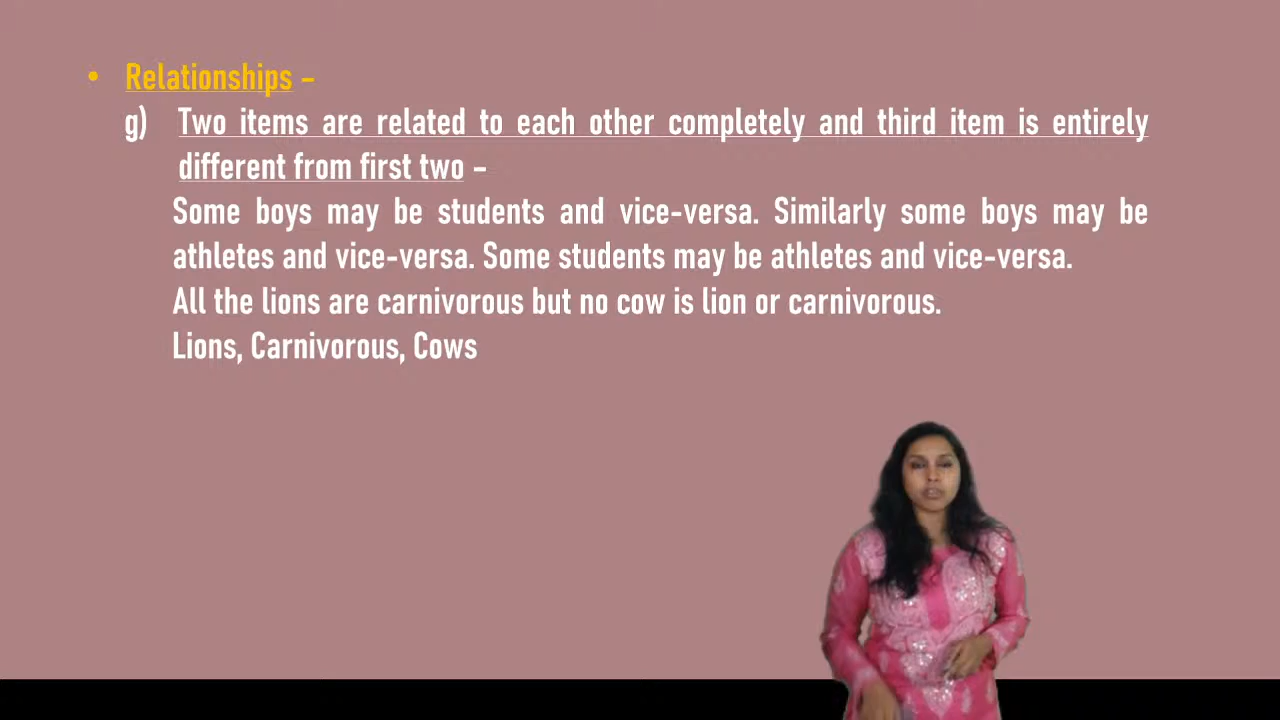 • Relationships –
g) Two items are related to each other completely and third item is entirely
different from first two –
Some boys may be students and vice-versa. Similarly some boys may be
athletes and vice-versa. Some students may be athletes and vice-versa.
All the lions are carnivorous but no cow is lion or carnivorous.
Lions, Carnivorous, Cows